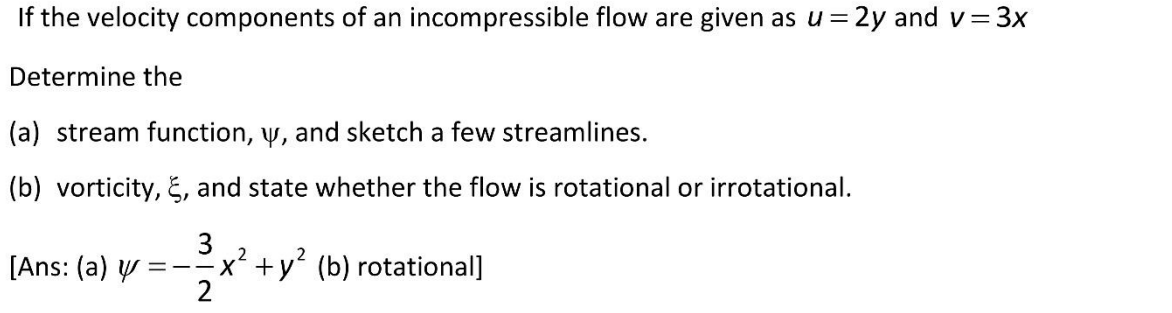 If the velocity components of an incompressible flow are given as u = 2y and v = 3x
Determine the
(a) stream function, ψ, and sketch a few streamlines.
(b) vorticity, ξ, and state whether the flow is rotational or irrotational.
[Ans: (a) ψ = −3/2 x² + y² (b) rotational]